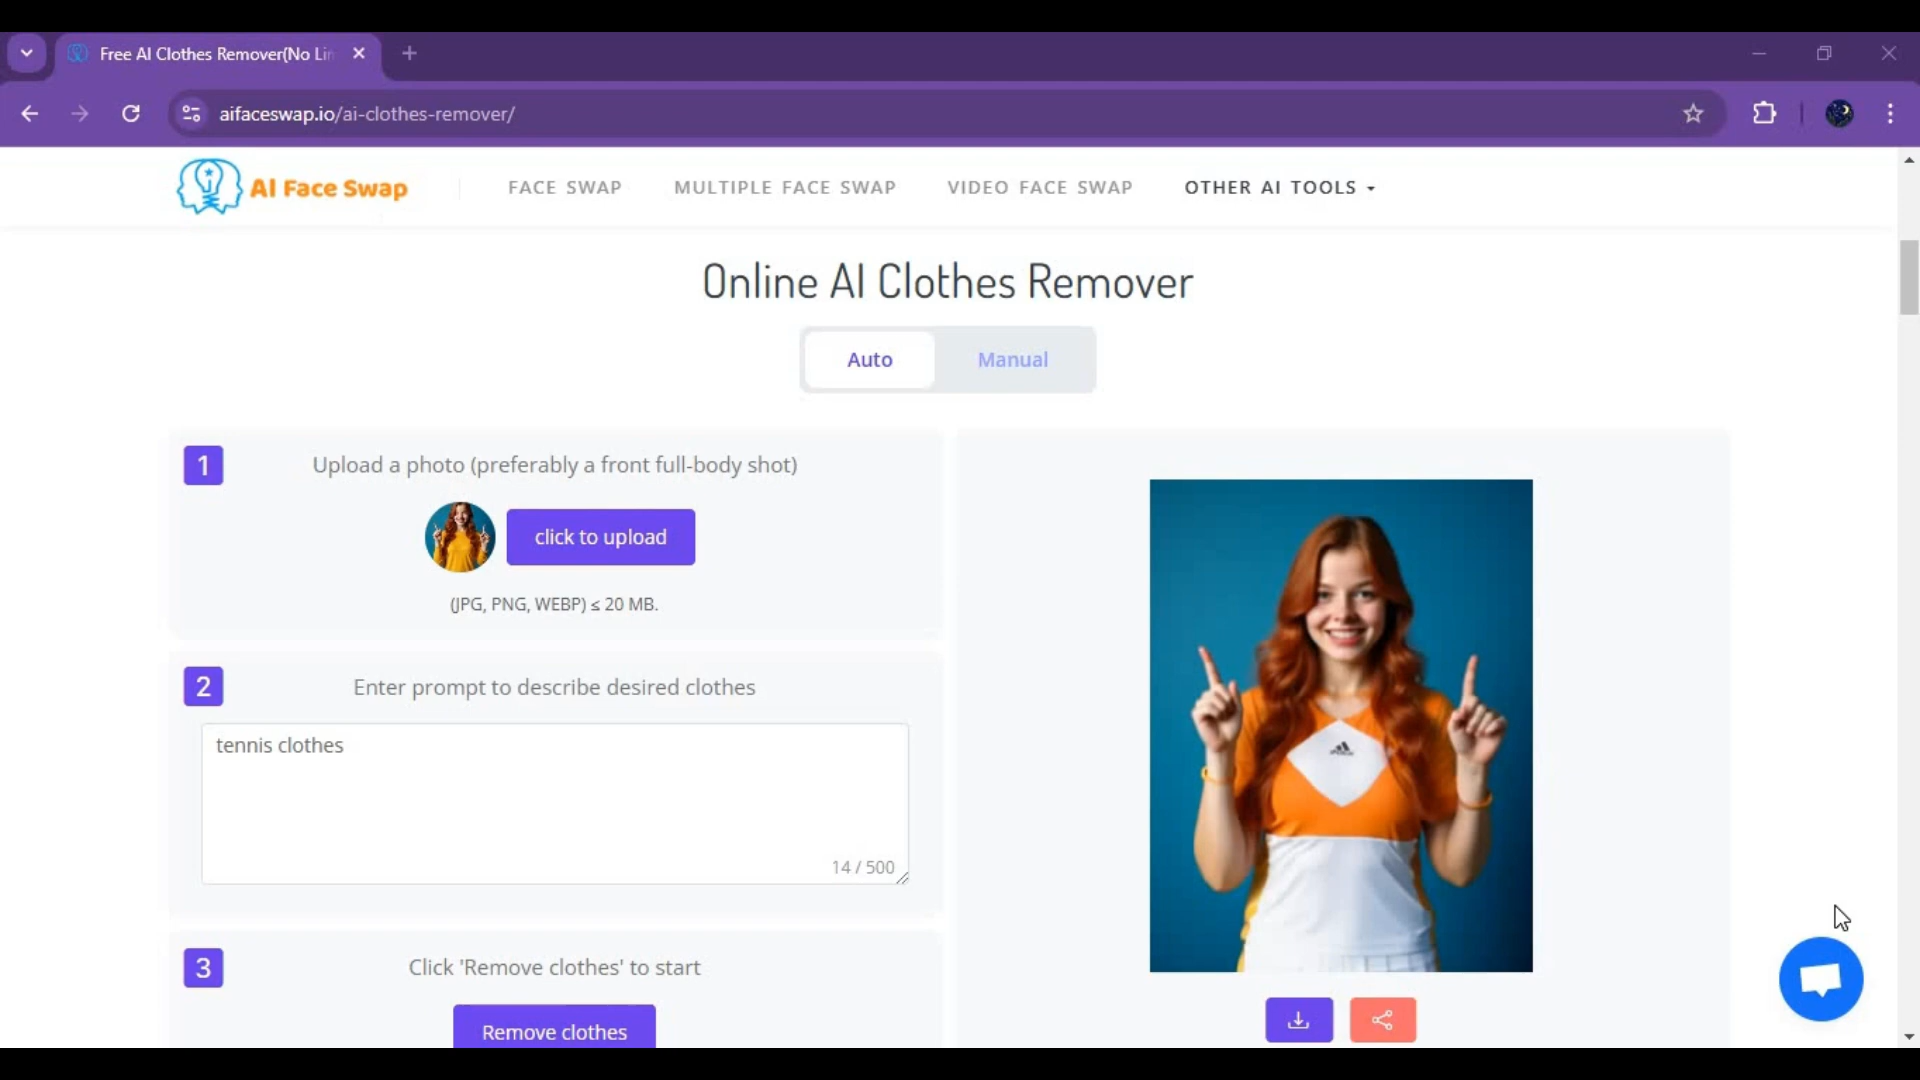 Free AI Clothes Remover(No Li
aifaceswap.io/ai-clothes-remover/
AI Face Swap
FACE SWAP
MULTIPLE FACE SWAP
VIDEO FACE SWAP
OTHER AI TOOLS
Online AI Clothes Remover
Auto
Manual
1
Upload a photo (preferably a front full-body shot)
click to upload
(JPG, PNG, WEBP) ≤ 20 MB.
2
Enter prompt to describe desired clothes
tennis clothes
14 / 500
3
Click 'Remove clothes' to start
Remove clothes